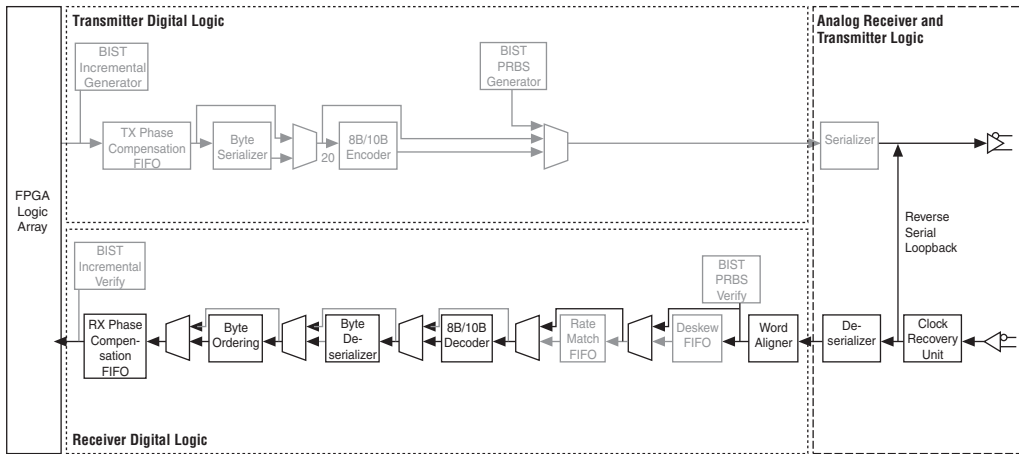 Transmitter Digital Logic
Analog Receiver and
Transmitter Logic
BIST
Incremental
Generator
BIST
PRBS
Generator
TX Phase
Compensation
FIFO
Byte
Serializer
20
8B/10B
Encoder
Serializer
FPGA
Logic
Array
Reverse
Serial
Loopback
BIST
Incremental
Verify
BIST
PRBS
Verify
RX Phase
Compen-
sation
FIFO
Byte
Ordering
Byte
De-
serializer
8B/10B
Decoder
Rate
Match
FIFO
Deskew
FIFO
Word
Aligner
De-
serializer
Clock
Recovery
Unit
Receiver Digital Logic